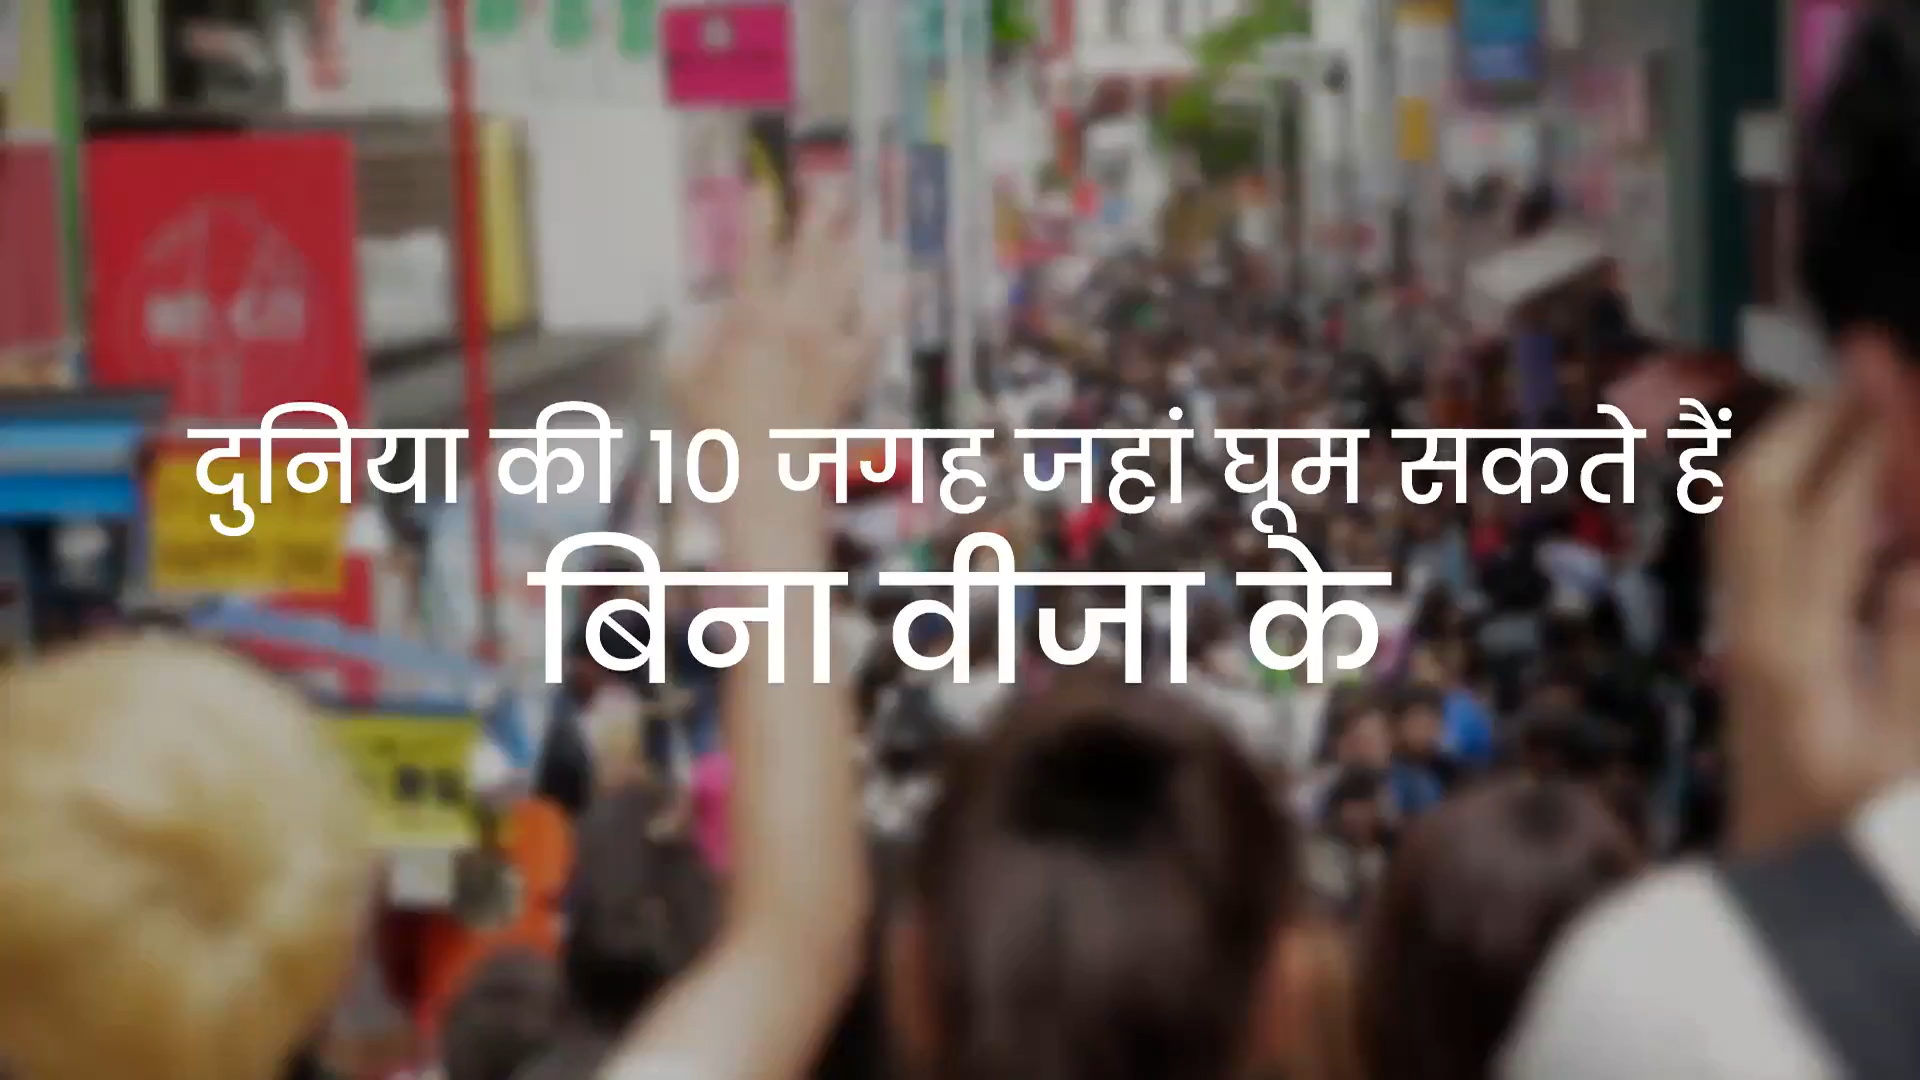 दुनिया की 10 जगह जहां घूम सकते हैं
बिना वीजा के